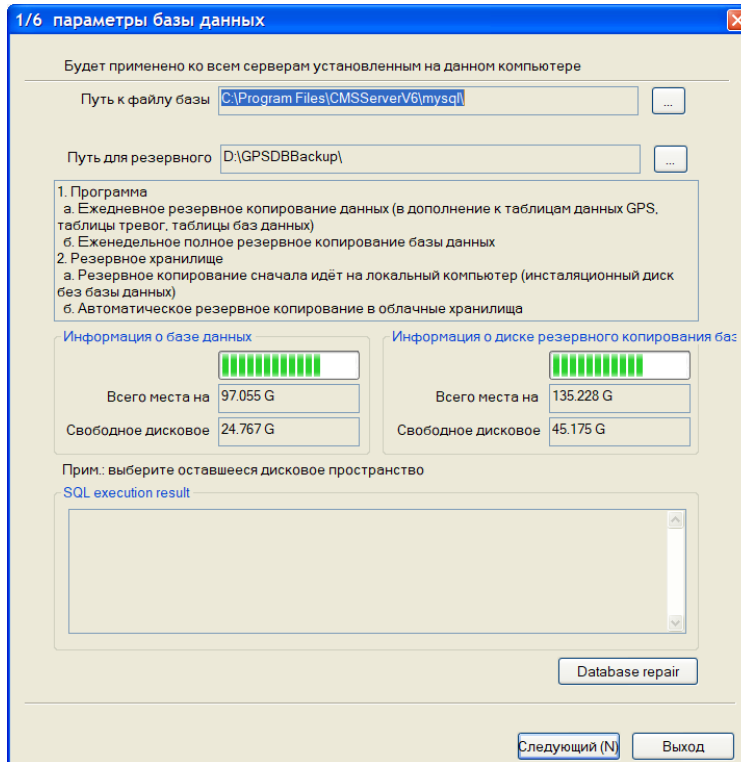 1/6 параметры базы данных
Будет применено ко всем серверам установленным на данном компьютере
Путь к файлу базы C:\Program Files\CMSServerV6\mysql\ ...
Путь для резервного D:\GPSDBBackup\ ...
1. Программа
а. Ежедневное резервное копирование данных (в дополнение к таблицам данных GPS,
таблицы тревог, таблицы баз данных)
б. Еженедельное полное резервное копирование базы данных
2. Резервное хранилище
а. Резервное копирование сначала идёт на локальный компьютер (инсталяционный диск
без базы данных)
б. Автоматическое резервное копирование в облачные хранилища
Информация о базе данных Информация о диске резервного копирования баз
Всего места на 97.055 G Всего места на 135.228 G
Свободное дисковое 24.767 G Свободное дисковое 45.175 G
Прим.: выберите оставшееся дисковое пространство
SQL execution result
Database repair
Следующий (N) Выход